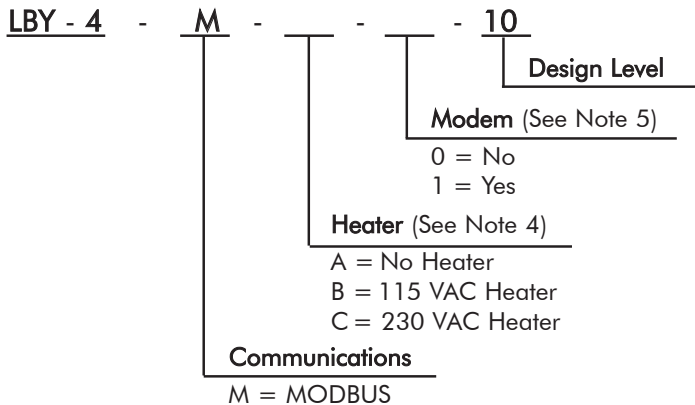 LBY - 4 - M - - - 10
Design Level
Modem (See Note 5)
0 = No
1 = Yes
Heater (See Note 4)
A = No Heater
B = 115 VAC Heater
C = 230 VAC Heater
Communications
M = MODBUS